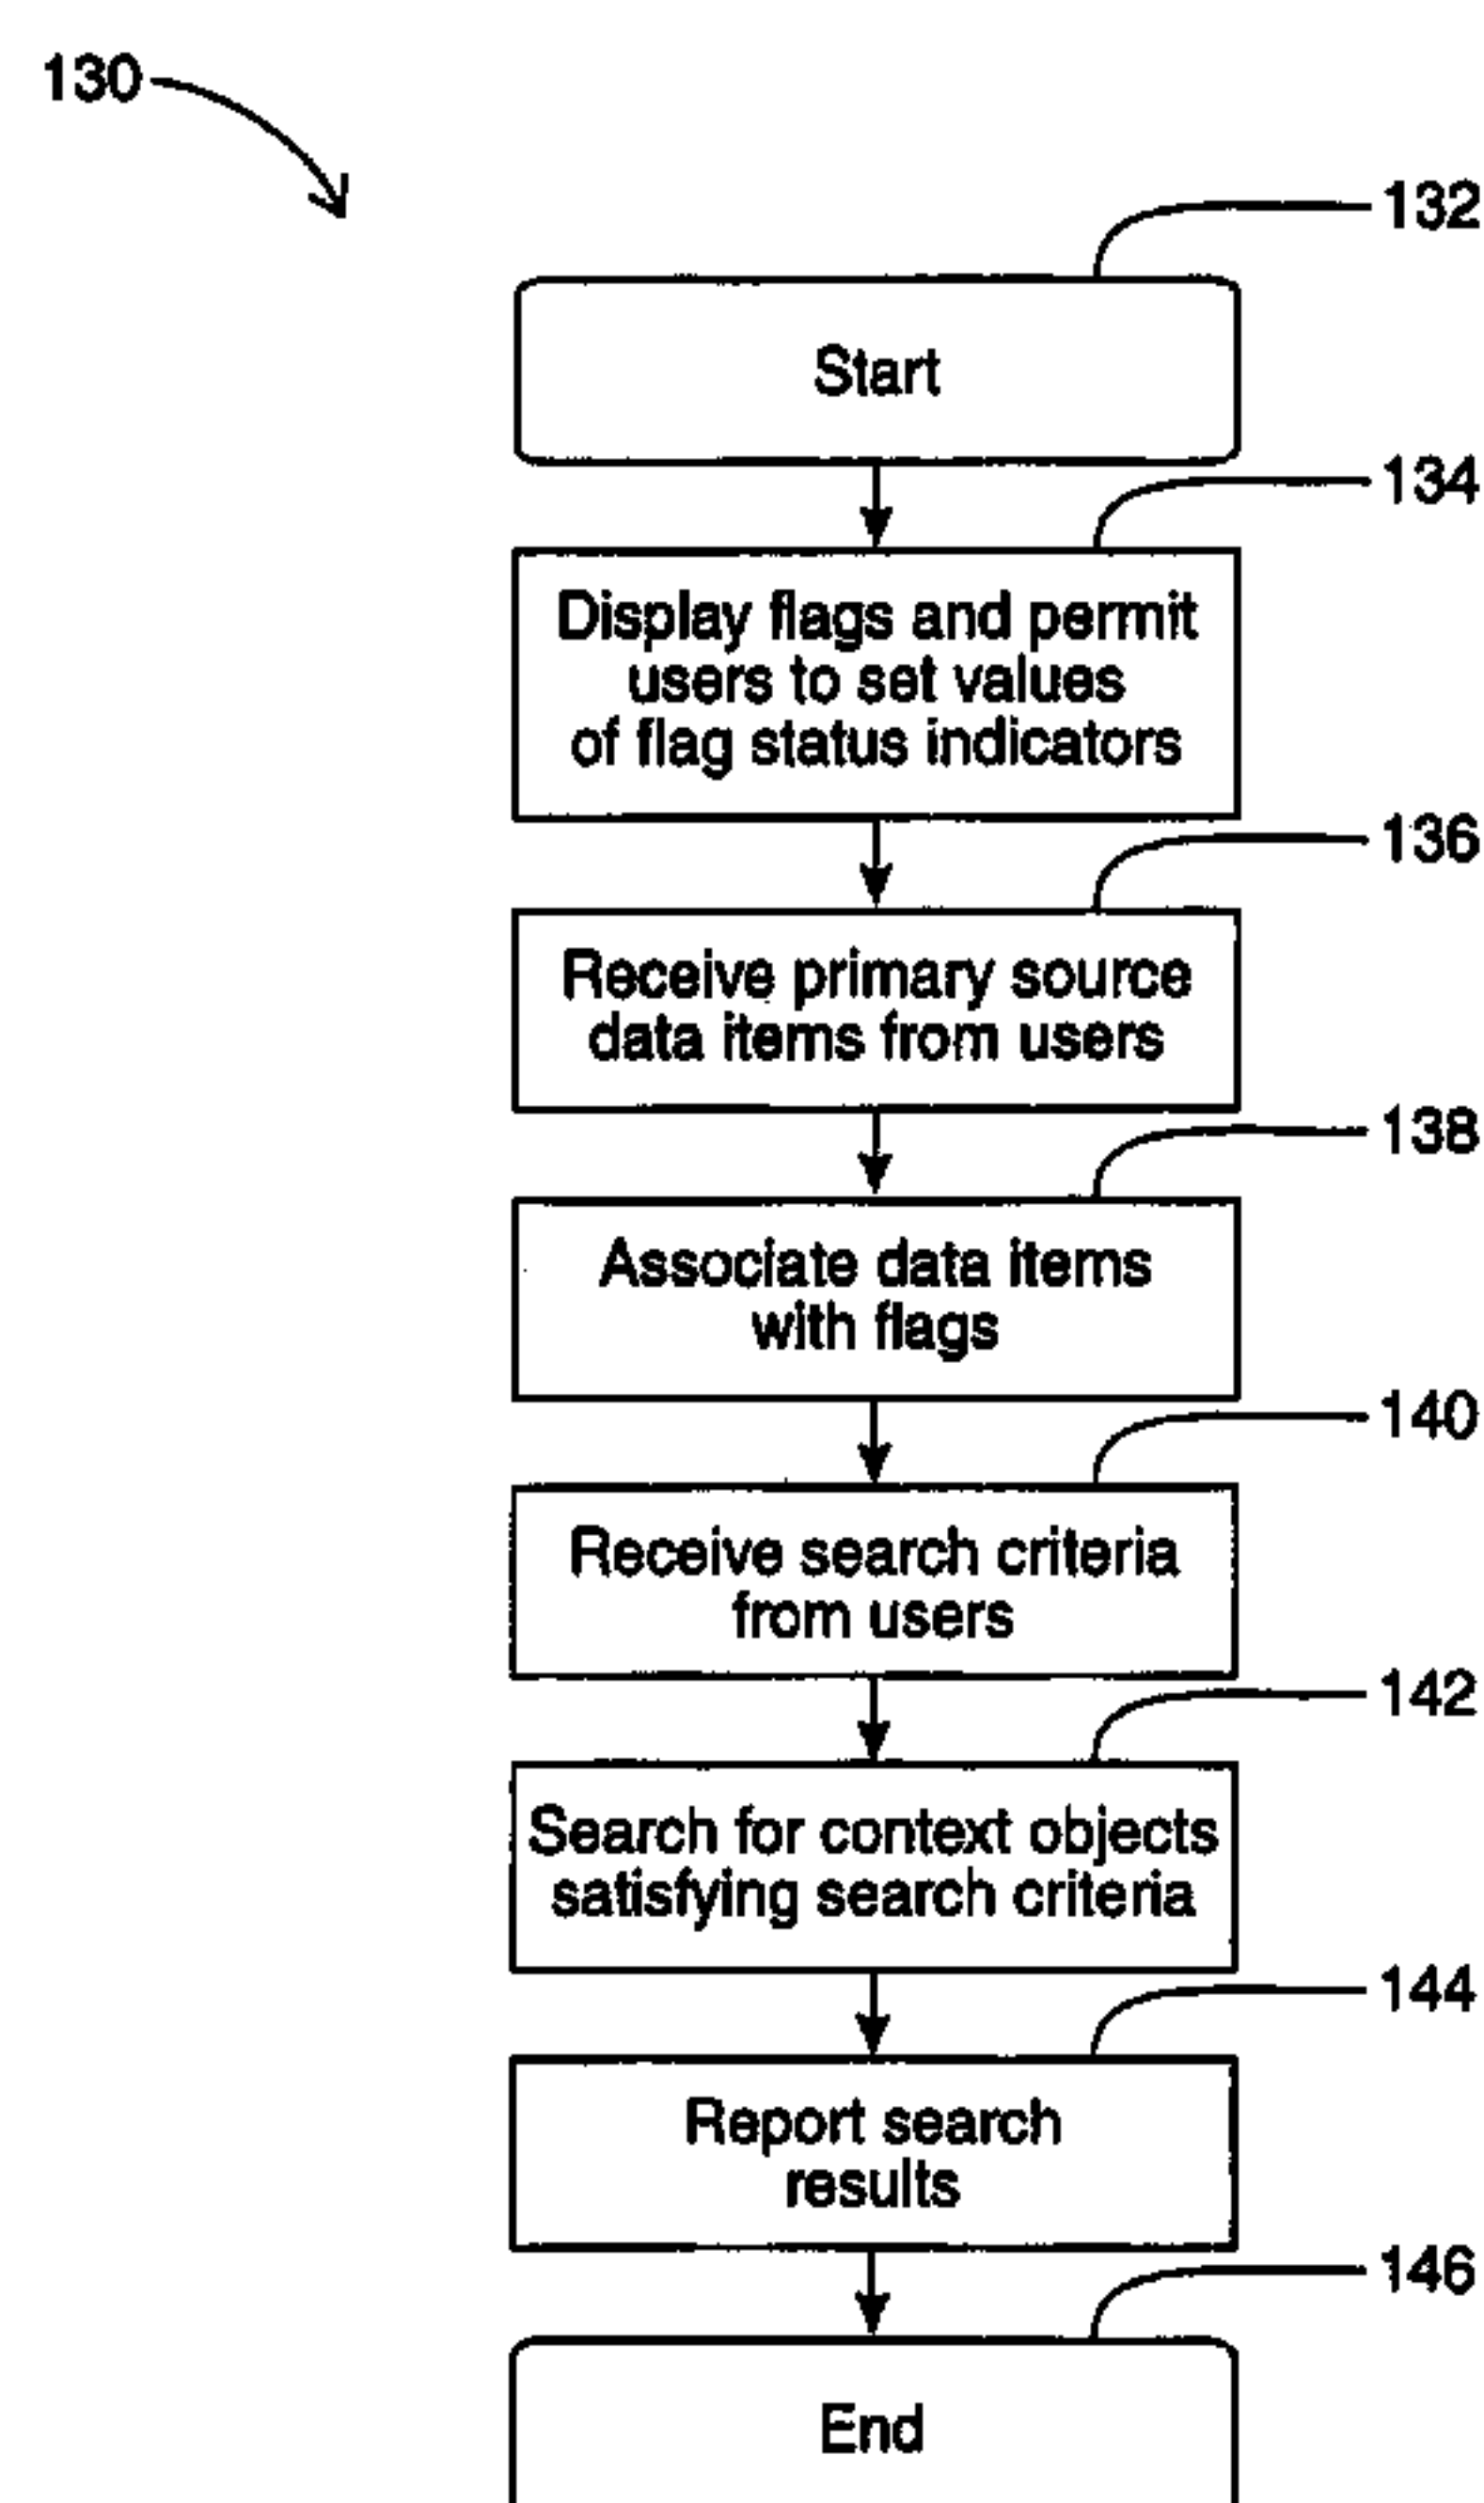 130
132
Start
134
Display flags and permit
users to set values
of flag status indicators
136
Receive primary source
data items from users
138
Associate data items
with flags
140
Receive search criteria
from users
142
Search for context objects
satisfying search criteria
144
Report search
results
146
End